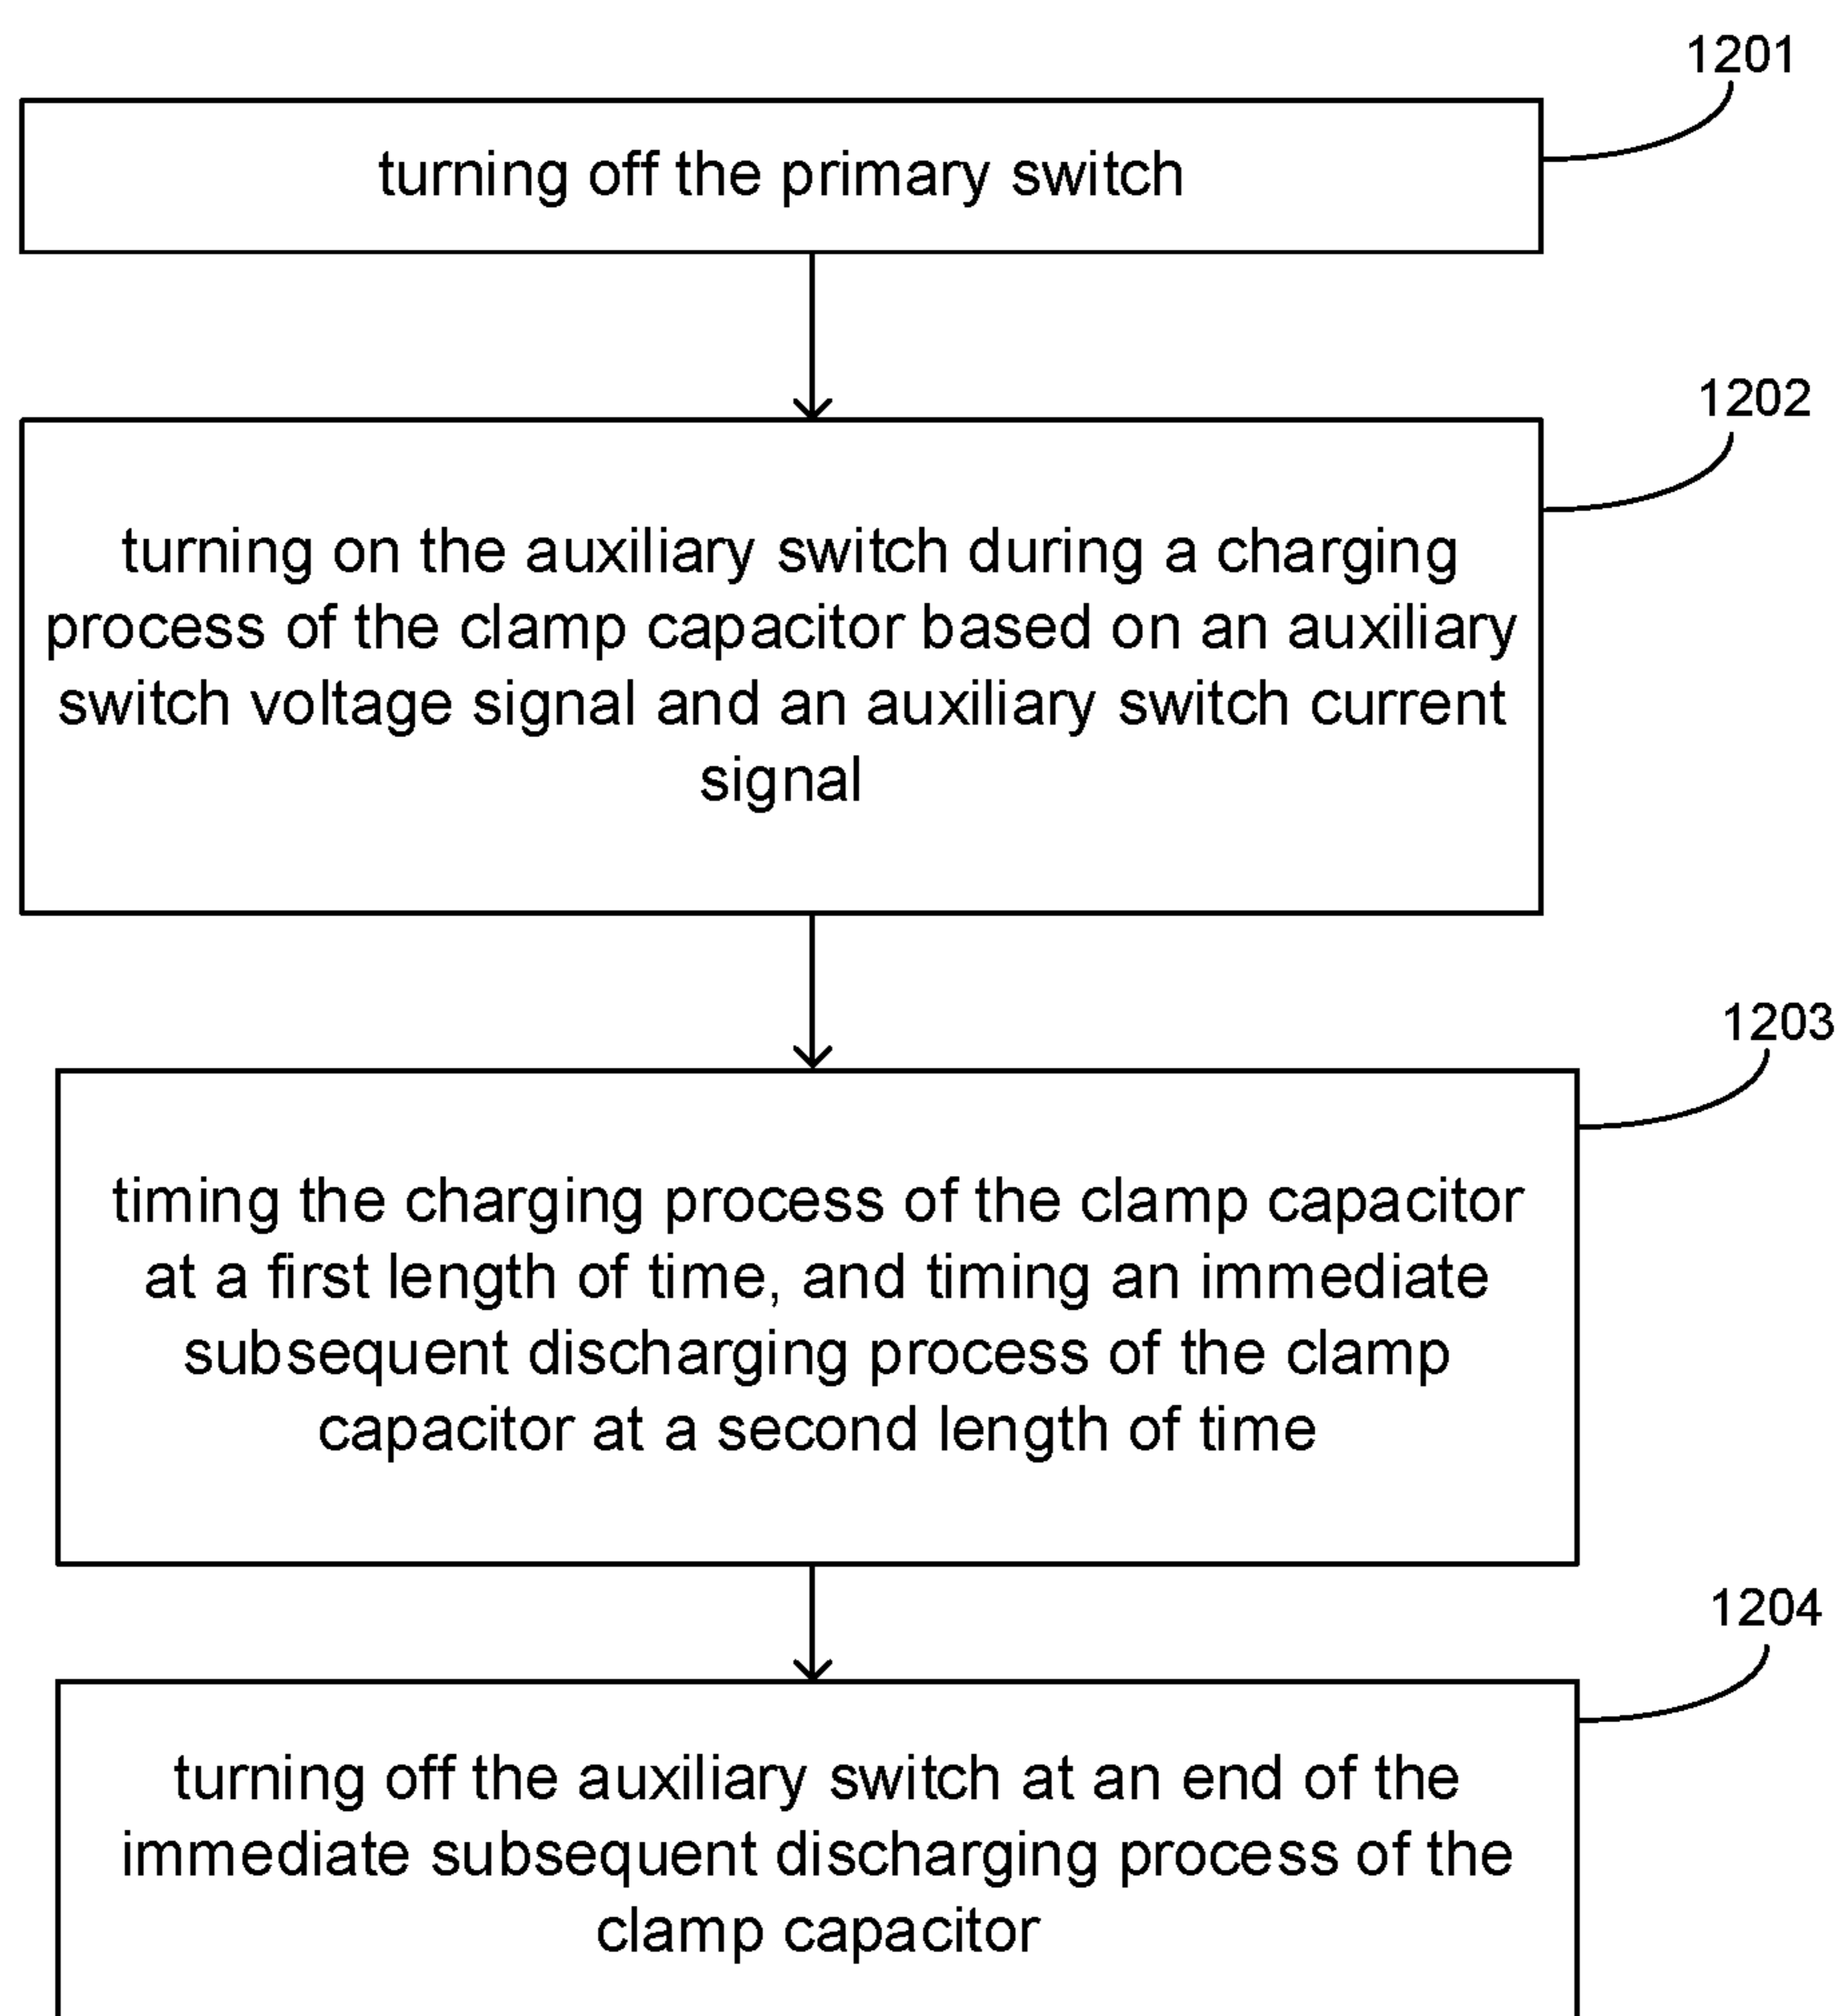 1201
turning off the primary switch
1202
turning on the auxiliary switch during a charging
process of the clamp capacitor based on an auxiliary
switch voltage signal and an auxiliary switch current
signal
1203
timing the charging process of the clamp capacitor
at a first length of time, and timing an immediate
subsequent discharging process of the clamp
capacitor at a second length of time
1204
turning off the auxiliary switch at an end of the
immediate subsequent discharging process of the
clamp capacitor